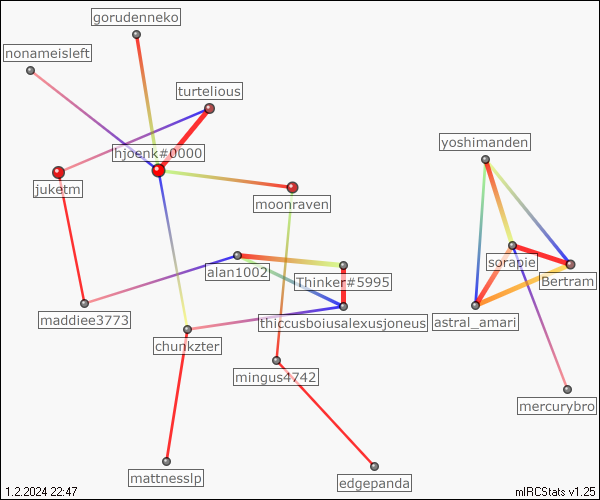 gorudenneko
nonameisleft
turtelious
yoshimanden
hjoenk#0000
juketm
moonraven
sorabie
alan1002
Thinker#5995
Bertram
maddiee3773
thiccusboiusalexusjoneus
astral_amari
chunkzter
mingus4742
mercurybro
mattnesslp
edgepanda
1.2.2024 22:47
mIRCStats v1.25